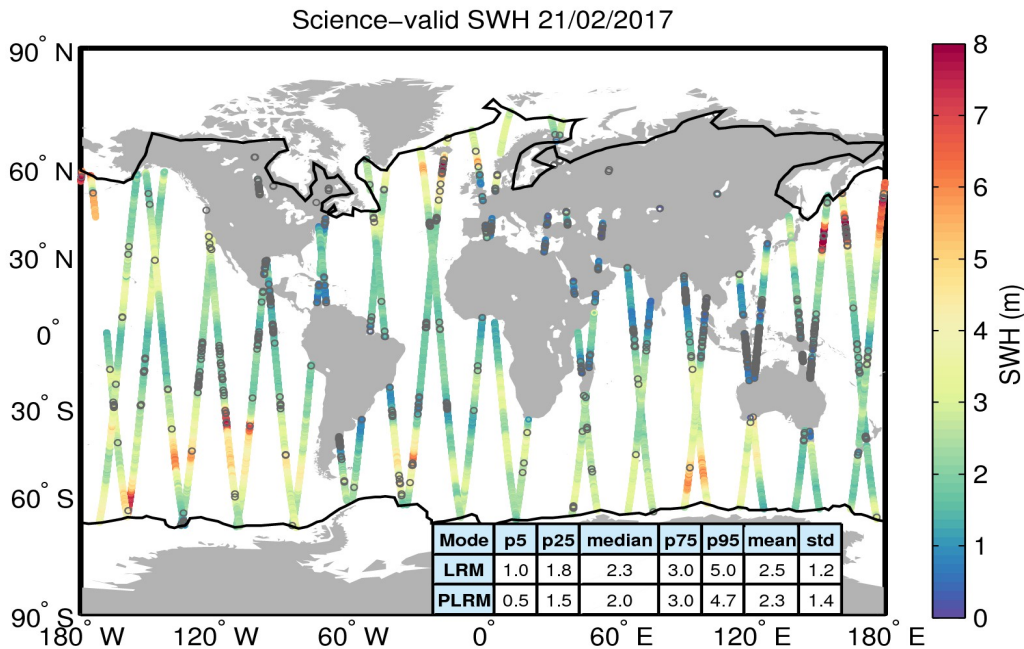 Science−valid SWH 21/02/2017
90° N
60° N
30° N
0°
30° S
60° S
90° S
180° W
120° W
60° W
0°
60° E
120° E
180° E
Mode p5 p25 median p75 p95 mean std
LRM 1.0 1.8 2.3 3.0 5.0 2.5 1.2
PLRM 0.5 1.5 2.0 3.0 4.7 2.3 1.4
8
7
6
5
4
3
2
1
0
SWH (m)